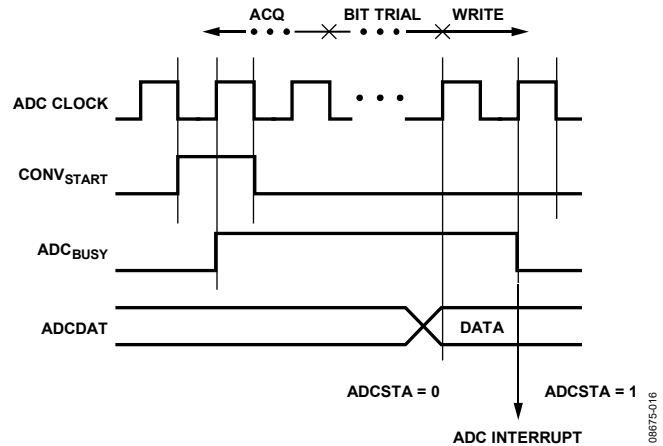 ACQ BIT TRIAL WRITE
ADC CLOCK
CONVSTART
ADCBUSY
ADCDAT DATA
ADCSTA = 0 ADCSTA = 1
ADC INTERRUPT
08675-016